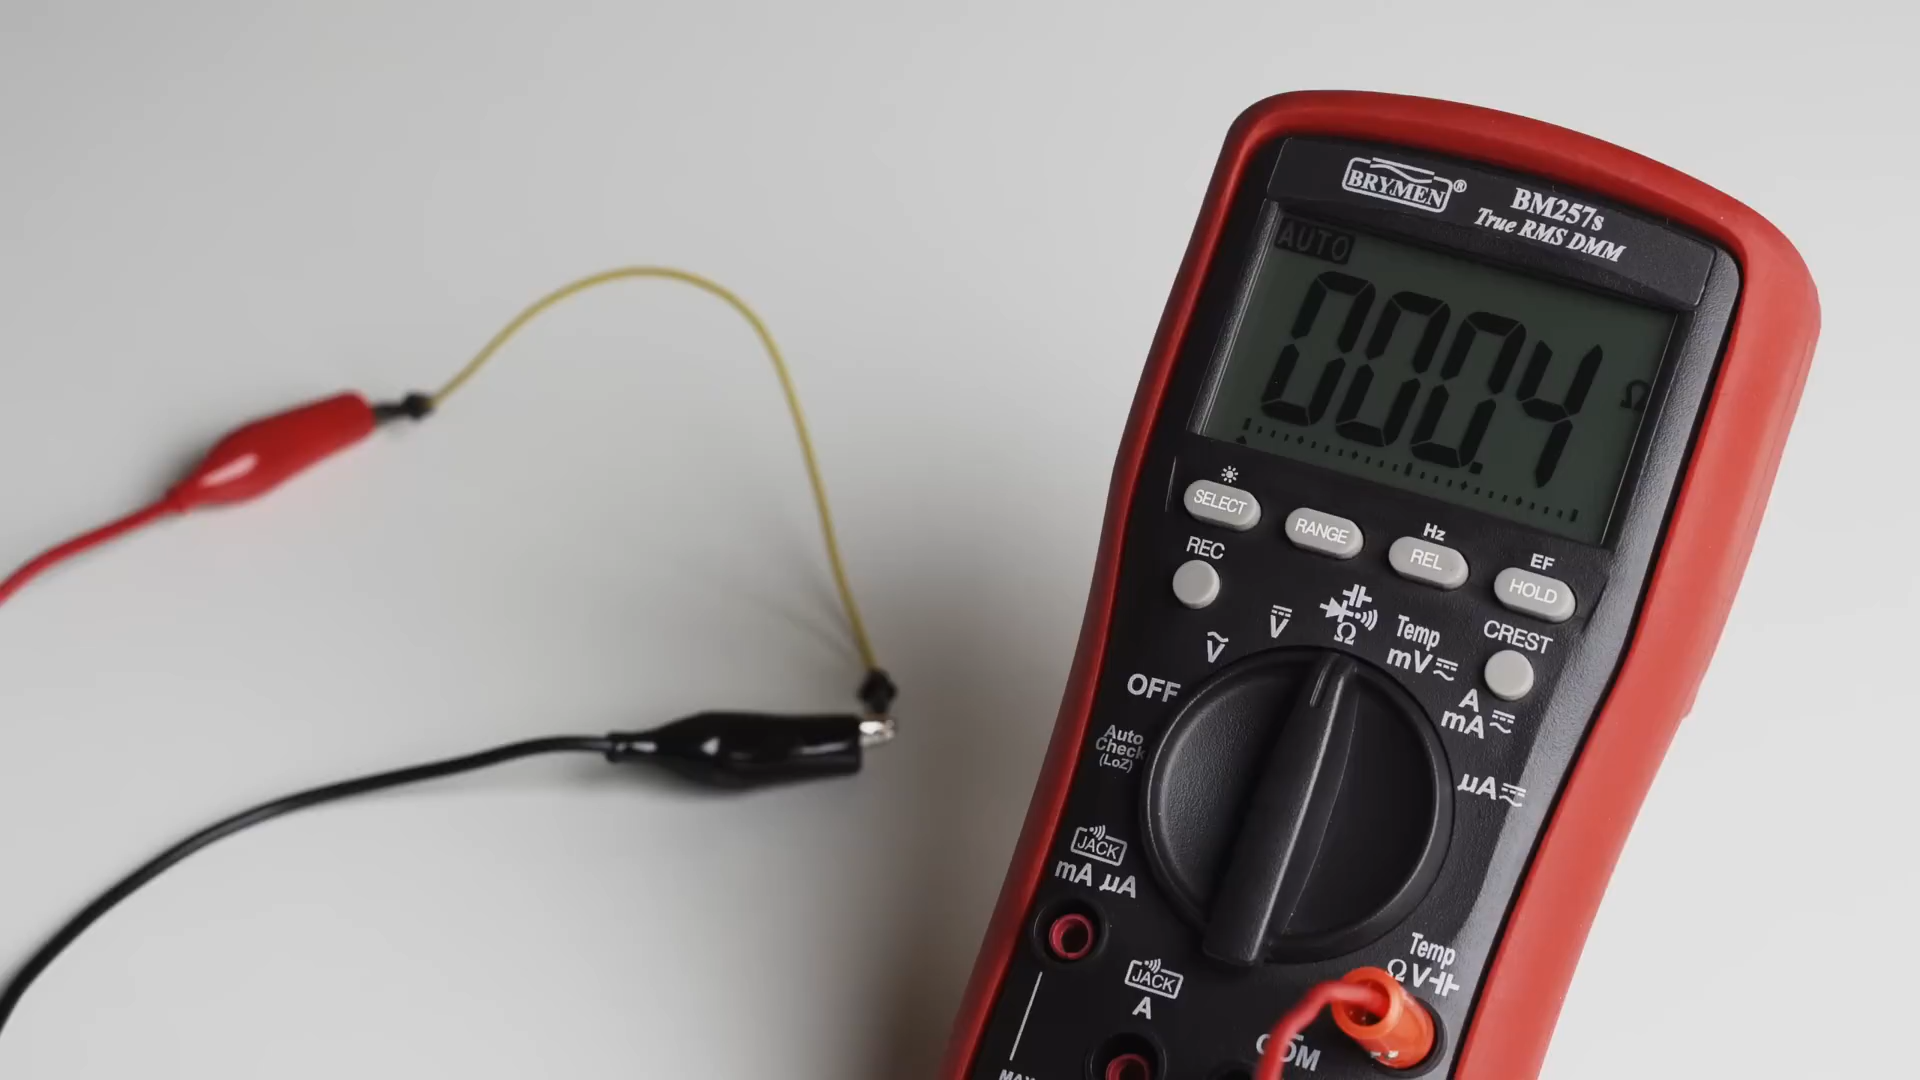 BRYMEN®
BM257s
True RMS DMM
AUTO
000.4 Ω
SELECT
RANGE
Hz
REL
EF
HOLD
REC
CREST
OFF
V
V
Ω
Temp
mV
A
mA
µA
Auto
Check
(LoZ)
JACK
mA µA
JACK
A
Temp
Ω V
COM